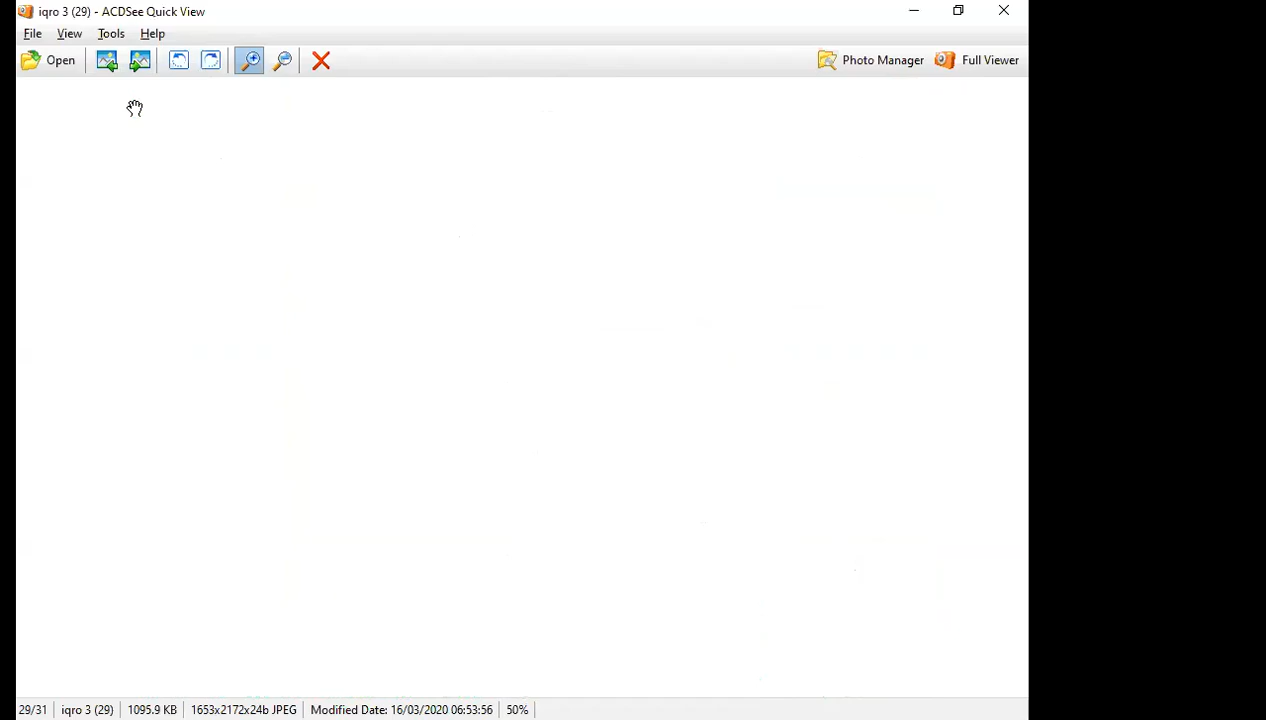 iqro 3 (29) - ACDSee Quick View
File View Tools Help
Open Photo Manager Full Viewer
29/31 iqro 3 (29) 1095.9 KB 1653x2172x24b JPEG Modified Date: 16/03/2020 06:53:56 50%